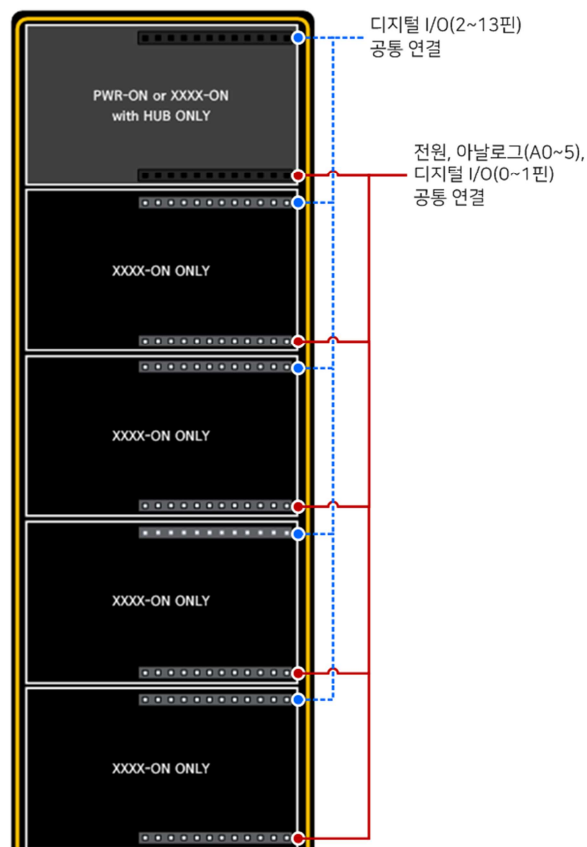 디지털 I/O(2~13핀)
공통 연결
PWR-ON or XXXX-ON
with HUB ONLY
전원, 아날로그(A0~5),
디지털 I/O(0~1핀)
공통 연결
XXXX-ON ONLY
XXXX-ON ONLY
XXXX-ON ONLY
XXXX-ON ONLY